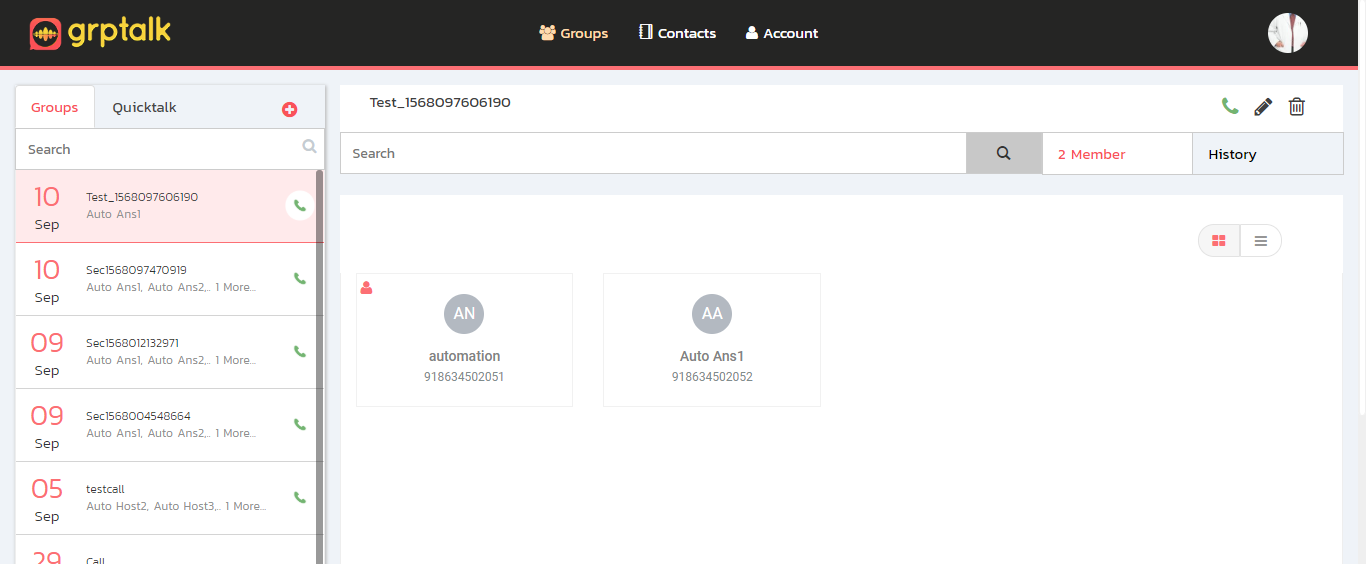 grptalk
Groups
Contacts
Account
Groups
Quicktalk
Search
10
Sep
Test_1568097606190
Auto Ans1
10
Sep
Sec1568097470919
Auto Ans1, Auto Ans2,.. 1 More...
09
Sep
Sec1568012132971
Auto Ans1, Auto Ans2,.. 1 More...
09
Sep
Sec1568004548664
Auto Ans1, Auto Ans2,.. 1 More...
05
Sep
testcall
Auto Host2, Auto Host3,.. 1 More...
29
Call
Test_1568097606190
Search
2 Member
History
AN
automation
918634502051
AA
Auto Ans1
918634502052